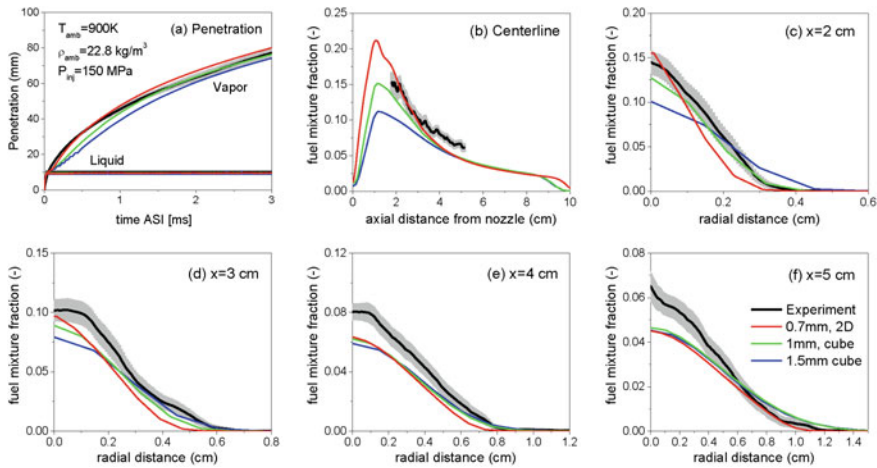 (a) Penetration
T_amb=900K
ρ_amb=22.8 kg/m³
P_inj=150 MPa
Vapor
Liquid
Penetration (mm)
80
60
40
20
0
0 1 2 3
time ASI [ms]
(b) Centerline
fuel mixture fraction (-)
0.25
0.20
0.15
0.10
0.05
0.00
0 2 4 6 8 10
axial distance from nozzle (cm)
(c) x=2 cm
fuel mixture fraction (-)
0.20
0.15
0.10
0.05
0.00
0.0 0.2 0.4 0.6
radial distance (cm)
(d) x=3 cm
fuel mixture fraction (-)
0.15
0.10
0.05
0.00
0.0 0.2 0.4 0.6 0.8
radial distance (cm)
(e) x=4 cm
fuel mixture fraction (-)
0.12
0.08
0.04
0.00
0.0 0.2 0.4 0.6 0.8 1.0 1.2
radial distance (cm)
(f) x=5 cm
Experiment
0.7mm, 2D
1mm, cube
1.5mm cube
fuel mixture fraction (-)
0.08
0.06
0.04
0.02
0.00
0.0 0.2 0.4 0.6 0.8 1.0 1.2 1.4
radial distance (cm)